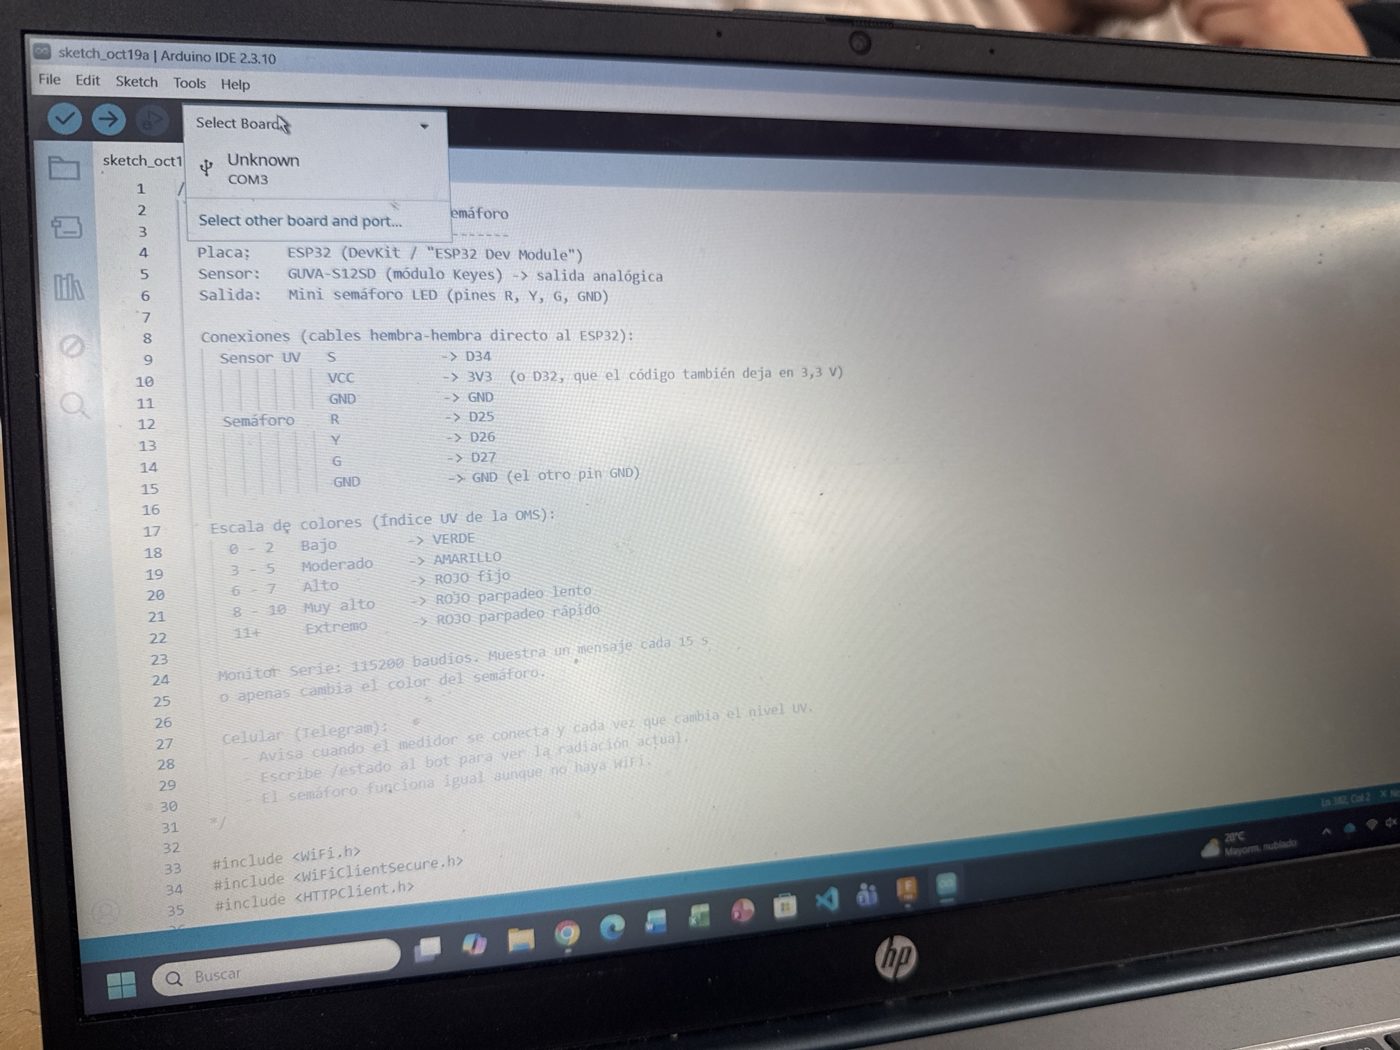 sketch_oct19a | Arduino IDE 2.3.10
File Edit Sketch Tools Help
Select Board
sketch_oct1
Unknown
COM3
Select other board and port...
1 /
2 emáforo
3 -------
4 Placa: ESP32 (DevKit / "ESP32 Dev Module")
5 Sensor: GUVA-S12SD (módulo Keyes) -> salida analógica
6 Salida: Mini semáforo LED (pines R, Y, G, GND)
7
8 Conexiones (cables hembra-hembra directo al ESP32):
9 Sensor UV S -> D34
10 VCC -> 3V3 (o D32, que el código también deja en 3,3 V)
11 GND -> GND
12 Semáforo R -> D25
13 Y -> D26
14 G -> D27
15 GND -> GND (el otro pin GND)
16
17 Escala de colores (Índice UV de la OMS):
18 0 - 2 Bajo -> VERDE
19 3 - 5 Moderado -> AMARILLO
20 6 - 7 Alto -> ROJO fijo
21 8 - 10 Muy alto -> ROJO parpadeo lento
22 11+ Extremo -> ROJO parpadeo rápido
23
24 Monitor Serie: 115200 baudios. Muestra un mensaje cada 15 s
25 o apenas cambia el color del semáforo.
26
27 Celular (Telegram):
28 - Avisa cuando el medidor se conecta y cada vez que cambia el nivel UV.
29 - Escribe /estado al bot para ver la radiación actual.
30 - El semáforo funciona igual aunque no haya WiFi.
31 */
32
33 #include <WiFi.h>
34 #include <WiFiClientSecure.h>
35 #include <HTTPClient.h>
Ln 382, Col 2
28°C
Mayorm. nublado
Buscar
hp